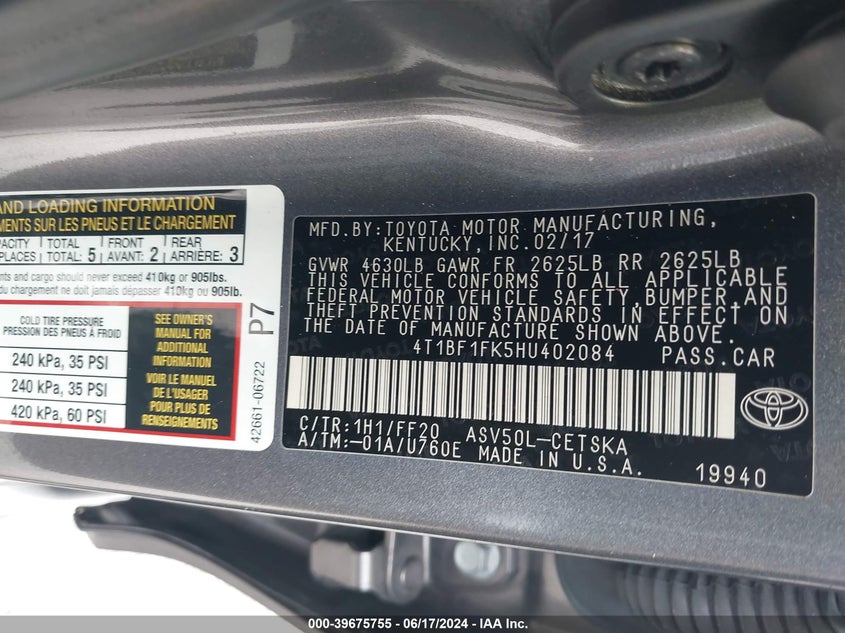 AND LOADING INFORMATION
EMENTS SUR LES PNEUS ET LE CHARGEMENT
PACITY TOTAL FRONT REAR
PLACES TOTAL: 5 AVANT: 2 ARRIÈRE: 3
nts and cargo should never exceed 410kg or 905lbs.
du chargement ne doit jamais dépasser 410kg ou 905lb.
COLD TIRE PRESSURE
PRESSION DES PNEUS À FROID
240 kPa, 35 PSI
240 kPa, 35 PSI
420 kPa, 60 PSI
SEE OWNER'S
MANUAL FOR
ADDITIONAL
INFORMATION
VOIR LE MANUEL
DE L'USAGER
POUR PLUS DE
RENSEIGNEMENTS
P7
42661-06722
MFD.BY:TOYOTA MOTOR MANUFACTURING,
KENTUCKY,INC.02/17
GVWR 4630LB GAWR FR 2625LB RR 2625LB
THIS VEHICLE CONFORMS TO ALL APPLICABLE
FEDERAL MOTOR VEHICLE SAFETY,BUMPER,AND
THEFT PREVENTION STANDARDS IN EFFECT ON
THE DATE OF MANUFACTURE SHOWN ABOVE.
4T1BF1FK5HU402084 PASS.CAR
C/TR:1H1/FF20 ASV50L-CETSKA
A/TM:-01A/U760E MADE IN U.S.A.
19940
000-39675755 - 06/17/2024 - IAA Inc.